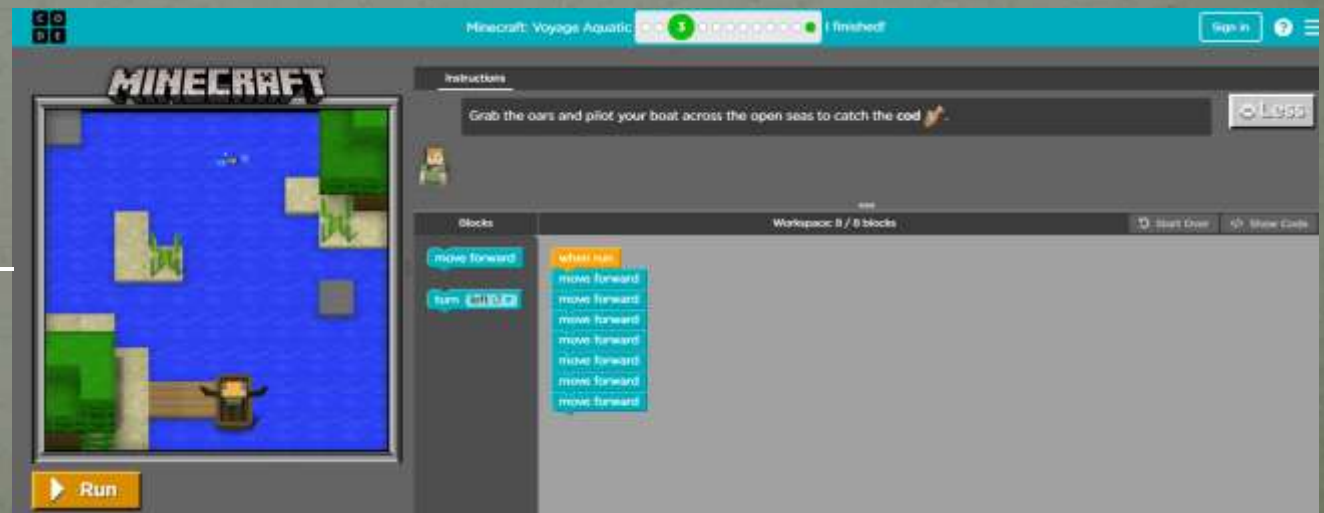 CO
DE
Minecraft: Voyage Aquatic
3
I finished!
Sign in
?
MINECRAFT
Instructions
Grab the oars and pilot your boat across the open seas to catch the cod.
Less
Blocks
Workspace: 8 / 8 blocks
Start Over
Show Code
move forward
turn left
when run
move forward
move forward
move forward
move forward
move forward
move forward
move forward
Run